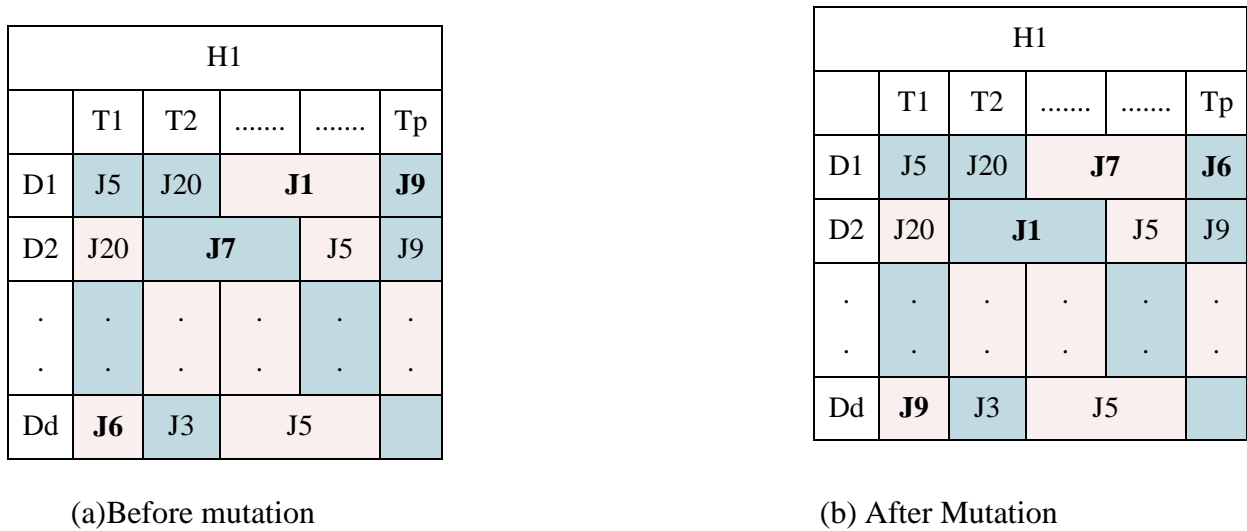 H1
T1 T2 ....... ....... Tp
D1 J5 J20 J1 J9
D2 J20 J7 J5 J9
. . . . . .
. . . . . .
Dd J6 J3 J5
(a)Before mutation
H1
T1 T2 ....... ....... Tp
D1 J5 J20 J7 J6
D2 J20 J1 J5 J9
. . . . . .
. . . . . .
Dd J9 J3 J5
(b) After Mutation